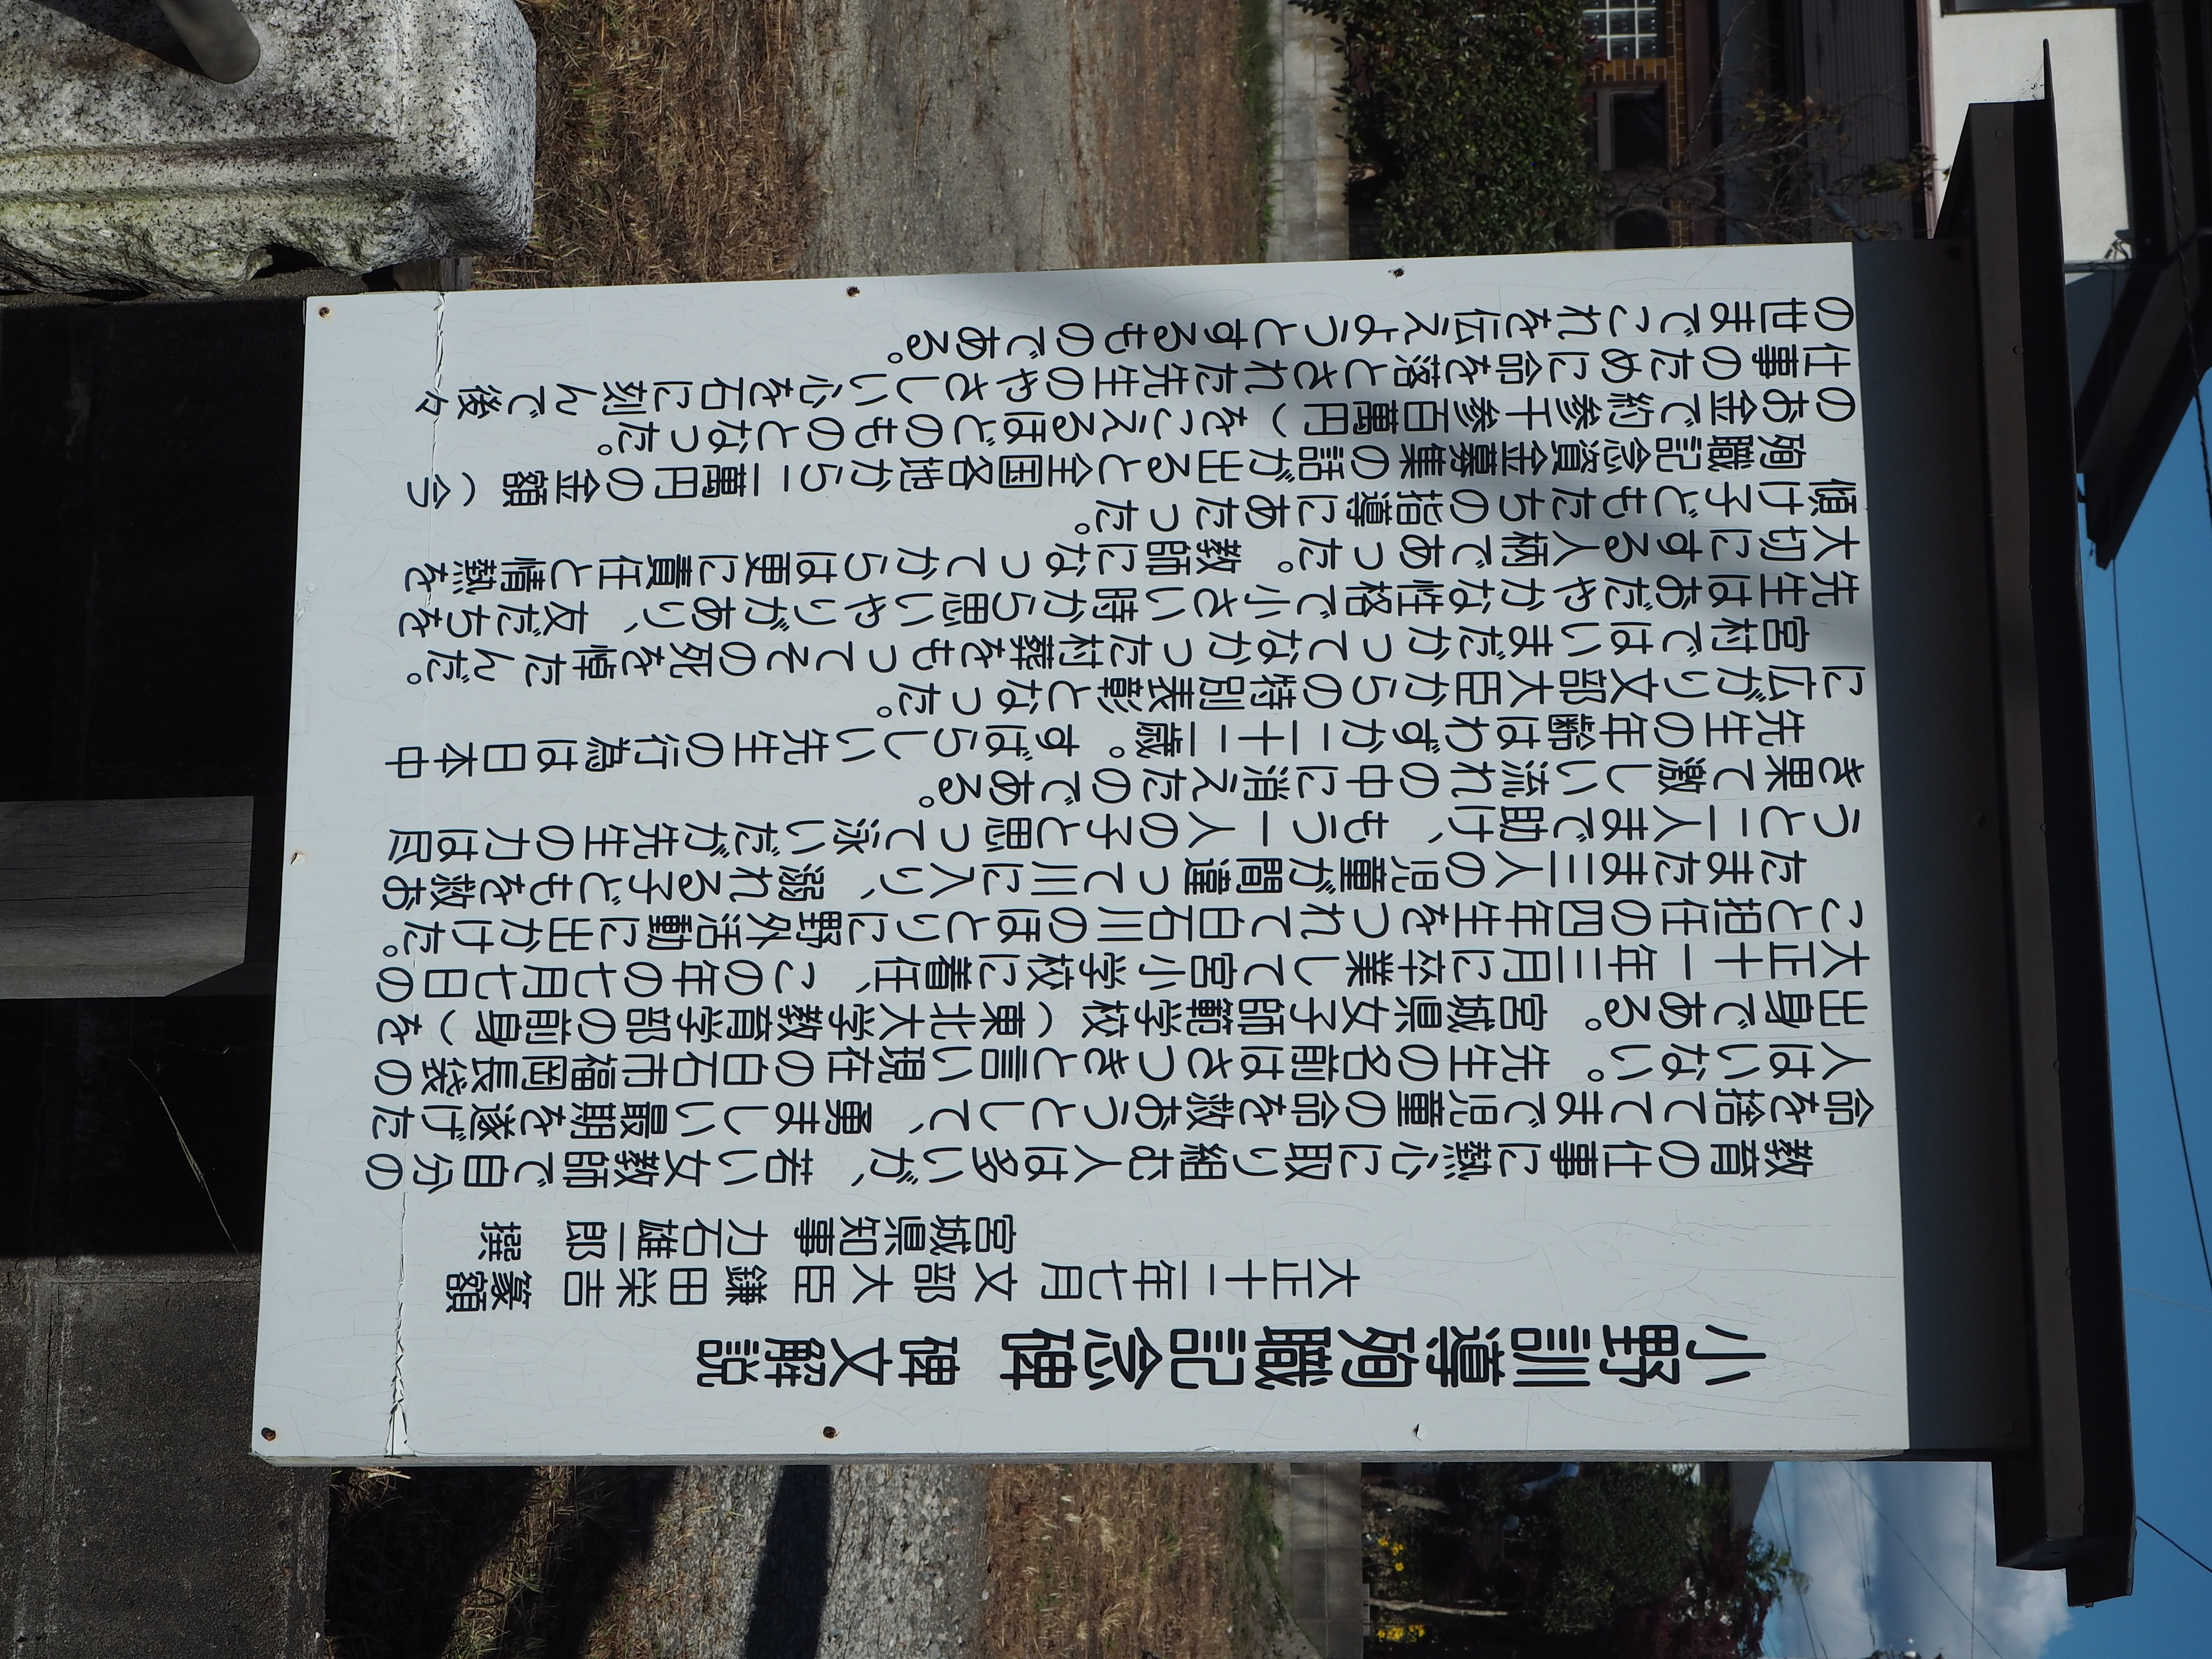 小野訓導殉職記念碑 碑文解説
大正十一年七月 文部大臣 鎌田栄吉 篆額
宮城県知事 力石雄一郎 撰
教育の仕事に熱心に取り組む人は多いが、若い女教師で自分の
命を捨ててまで児童の命を救おうとして、勇ましい最期を遂げた
人はいない。先生の名前はさつきと言い現在の白石市福岡長袋の
出身である。宮城県女子師範学校(東北大学教育学部の前身)を
大正十一年三月に卒業して宮小学校に着任、この年の七月七日の
こと担任の四年生をつれて白石川のほとりに野外活動に出かけた。
たまたま三人の児童が間違って川に入り、溺れる子どもを救お
うと二人まで助け、もう一人の子と思って泳いだが先生の力は尽
き果て激しい流れの中に消えたのである。
先生の年齢はわずか二十二歳。すばらしい先生の行為は日本中
に広がり文部大臣からの特別表彰となった。
宮村ではいまだかつてなかった村葬をもってその死を悼たんだ。
先生はおだやかな性格で小さい時から思いやりがあり、友だちを
大切にする人柄であった。教師になってからは更に責任と情熱を
傾け子どもたちの指導にあたった。
殉職記念資金募集の話が出ると全国各地から一萬円の金額(今
のお金で約参千参百萬円)をこえるほどのものとなった。
仕事のために命を落とされた先生のやさしい心を石に刻んで後々
の世までこれを伝えようとするものである。